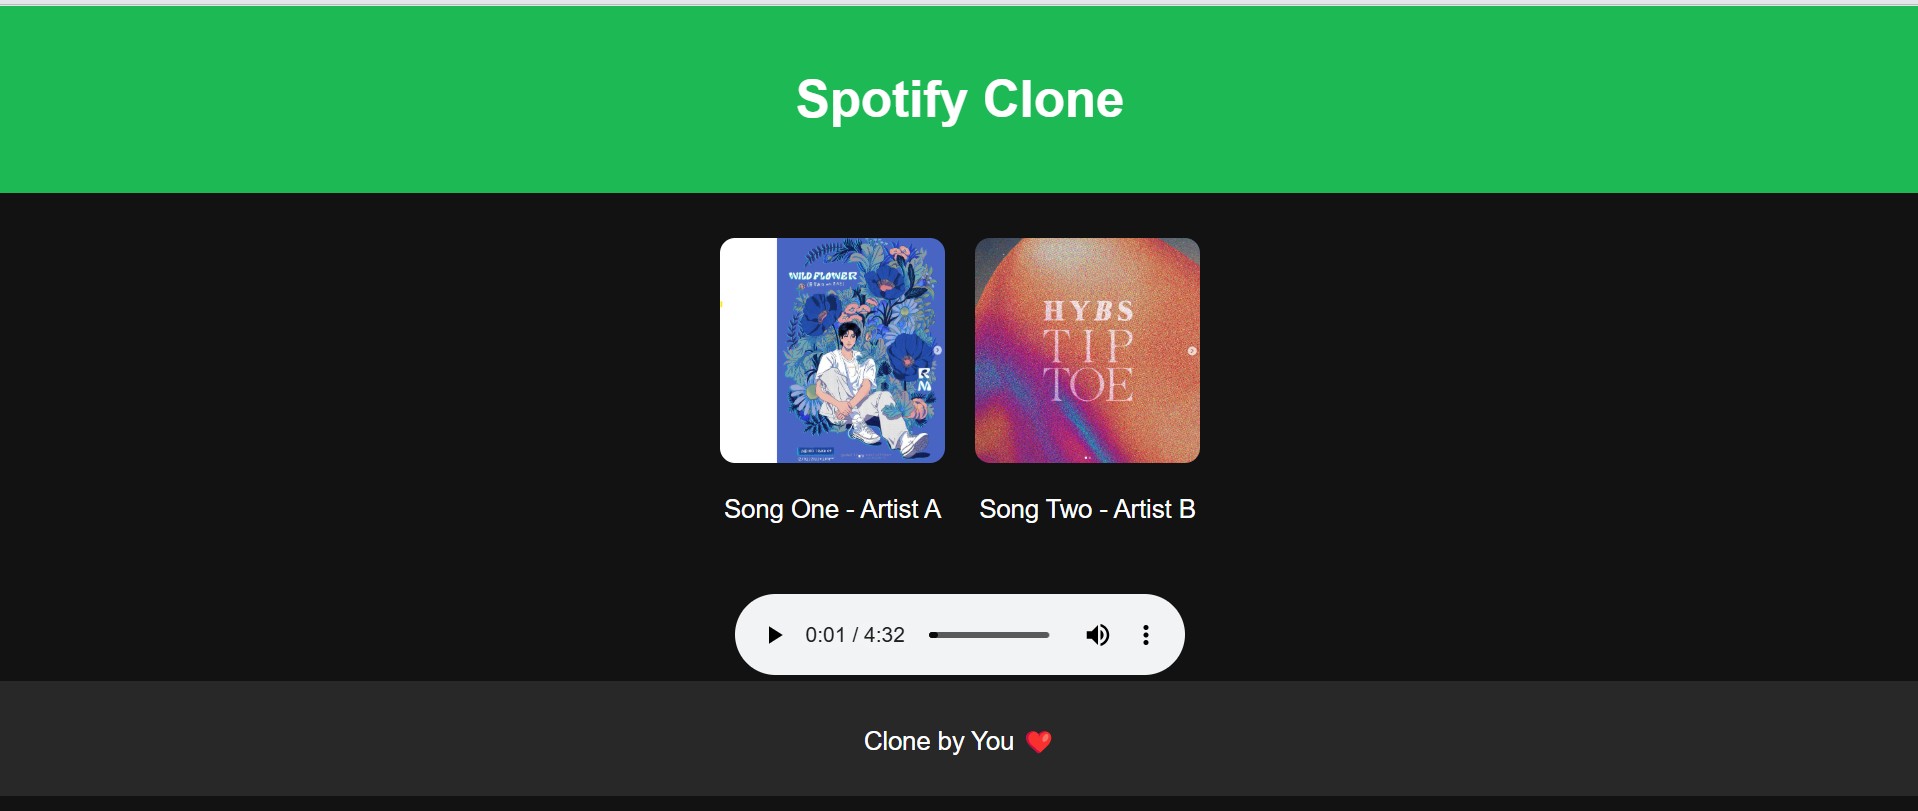 Spotify Clone
WILD FLOWER
RM
HYBS
TIP
TOE
Song One - Artist A
Song Two - Artist B
0:01 / 4:32
Clone by You ❤️